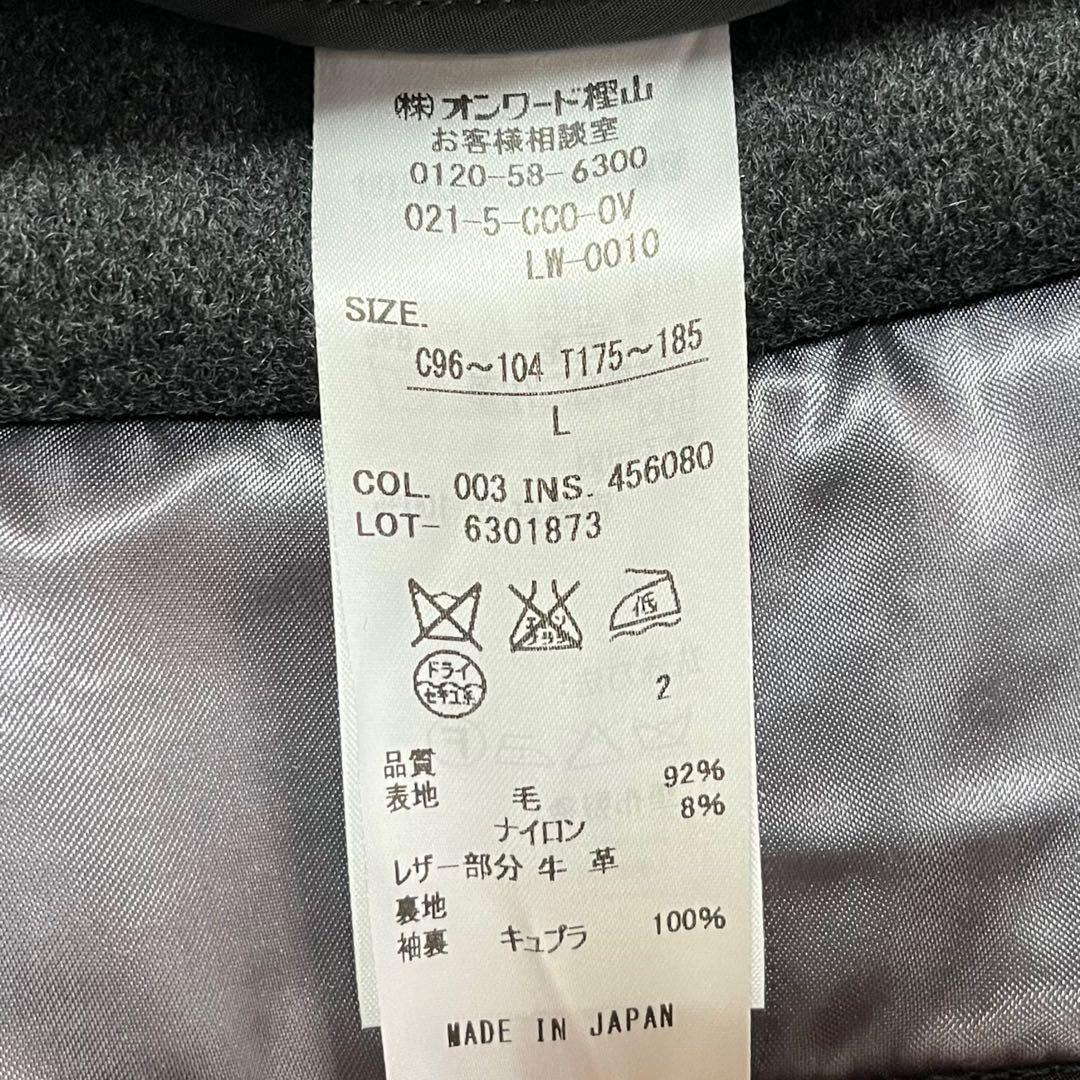 (株)オンワード樫山
お客様相談室
0120-58-6300
021-5-CCO-OV
LW-0010
SIZE.
C96～104 T175～185
L
COL. 003 INS. 456080
LOT- 6301873
低
ドライ
セキユ系
2
品質
表地 毛 92%
ナイロン 8%
レザー部分 牛革
裏地
袖裏 キュプラ 100%
MADE IN JAPAN